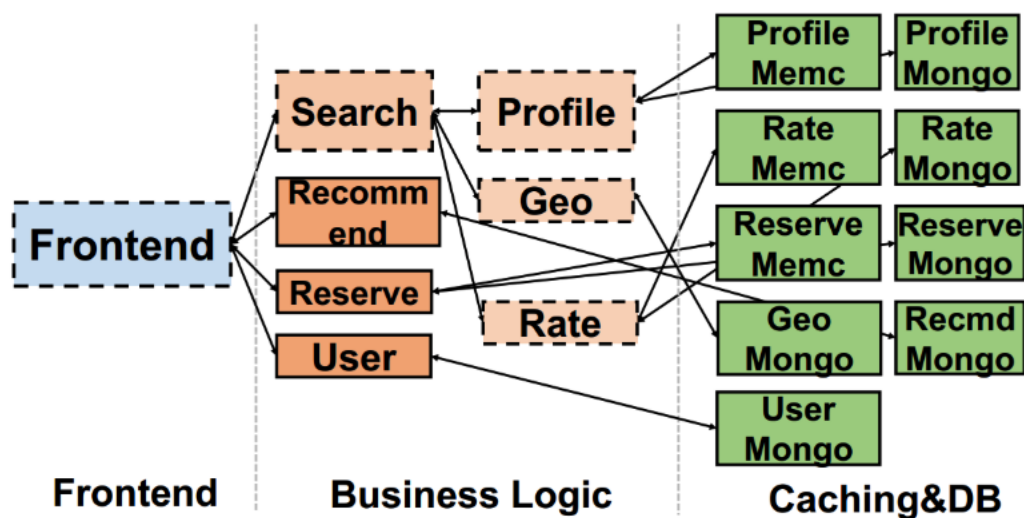 Frontend
Search
Recomm
end
Reserve
User
Profile
Geo
Rate
Profile
Memc
Profile
Mongo
Rate
Memc
Rate
Mongo
Reserve
Memc
Reserve
Mongo
Geo
Mongo
Recmd
Mongo
User
Mongo
Frontend
Business Logic
Caching&DB